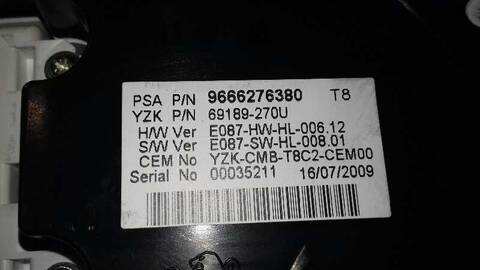 PSA P/N 9666276380 T8
YZK P/N 69189-270U
H/W Ver E087-HW-HL-006.12
S/W Ver E087-SW-HL-008.01
CEM No YZK-CMB-T8C2-CEM00
Serial No 00035211 16/07/2009